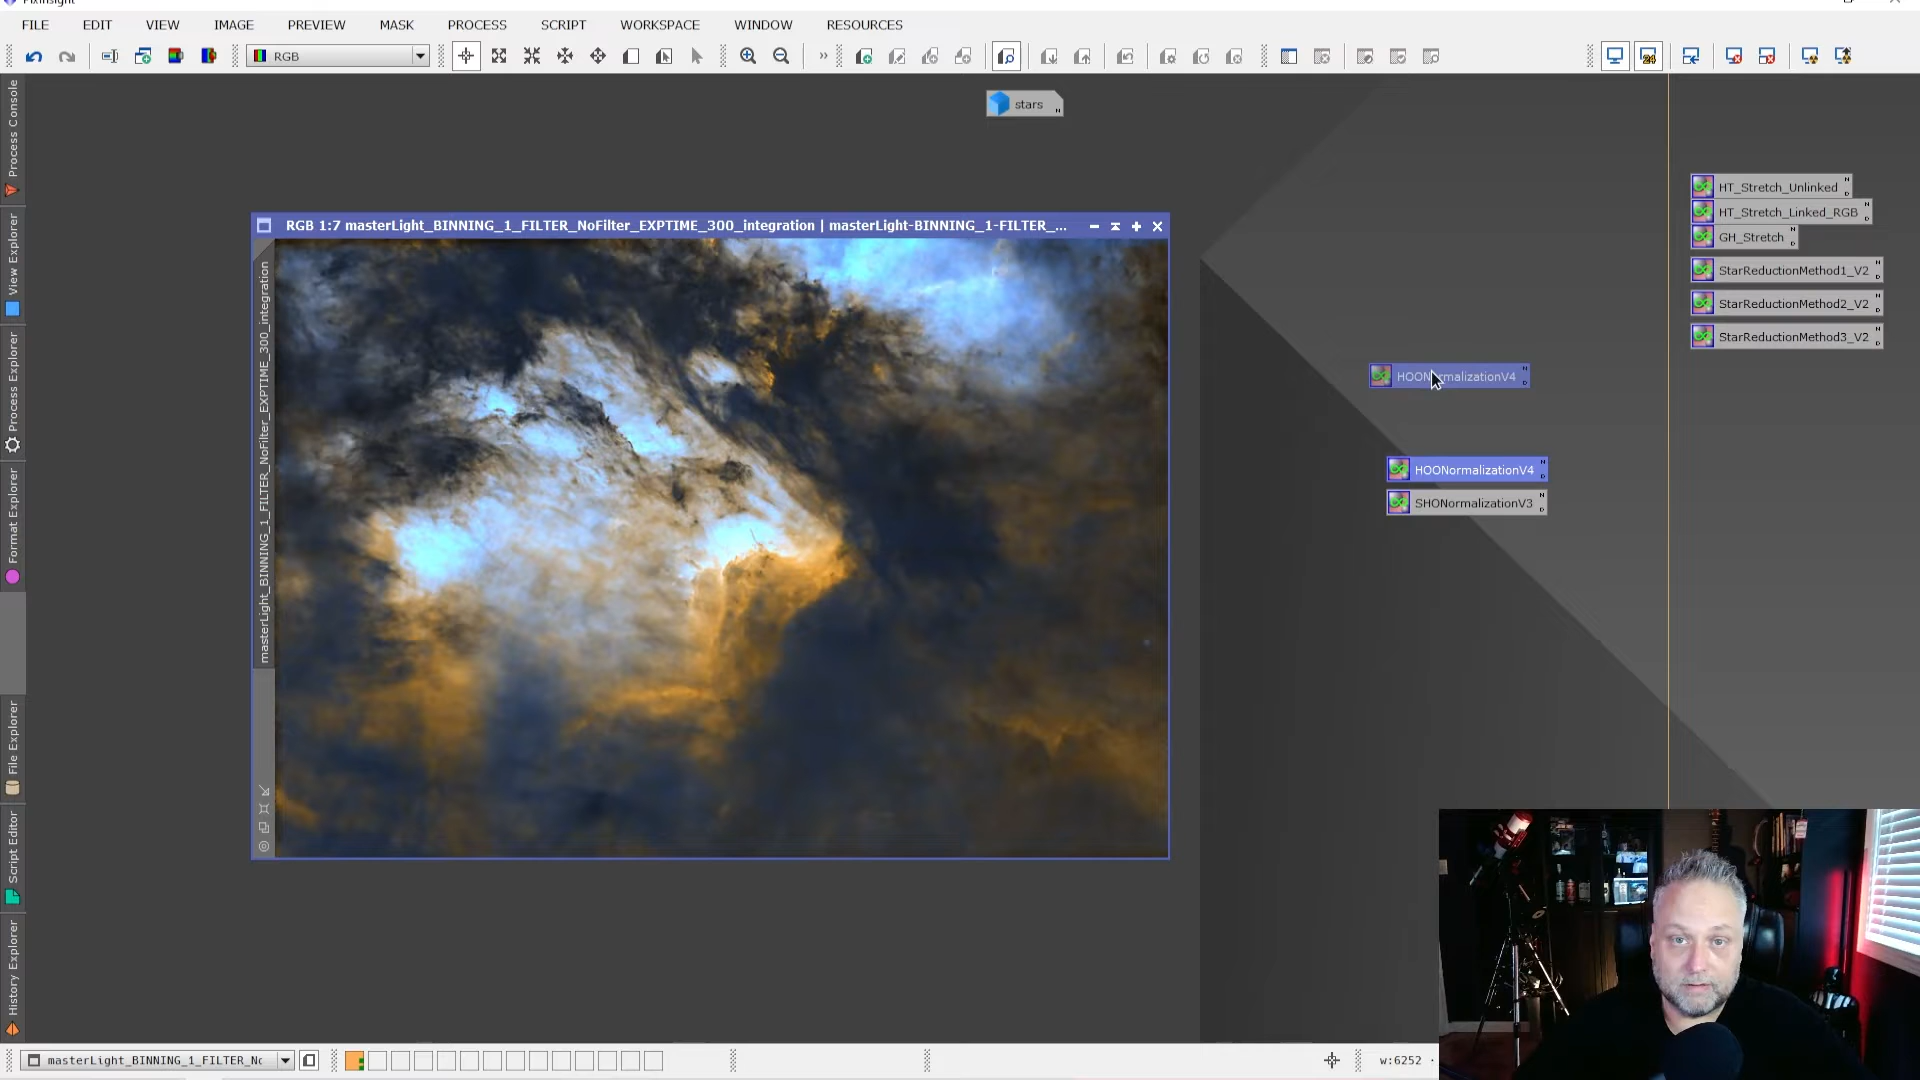 PixInsight
FILE EDIT VIEW IMAGE PREVIEW MASK PROCESS SCRIPT WORKSPACE WINDOW RESOURCES
RGB
24
Process Console
View Explorer
Process Explorer
Format Explorer
File Explorer
Script Editor
History Explorer
stars
N
RGB 1:7 masterLight_BINNING_1_FILTER_NoFilter_EXPTIME_300_integration | masterLight-BINNING_1-FILTER_...
masterLight_BINNING_1_FILTER_NoFilter_EXPTIME_300_integration
HT_Stretch_Unlinked
HT_Stretch_Linked_RGB
GH_Stretch
StarReductionMethod1_V2
StarReductionMethod2_V2
StarReductionMethod3_V2
HOONormalizationV4
HOONormalizationV4
SHONormalizationV3
masterLight_BINNING_1_FILTER_Nc
w:6252 ·